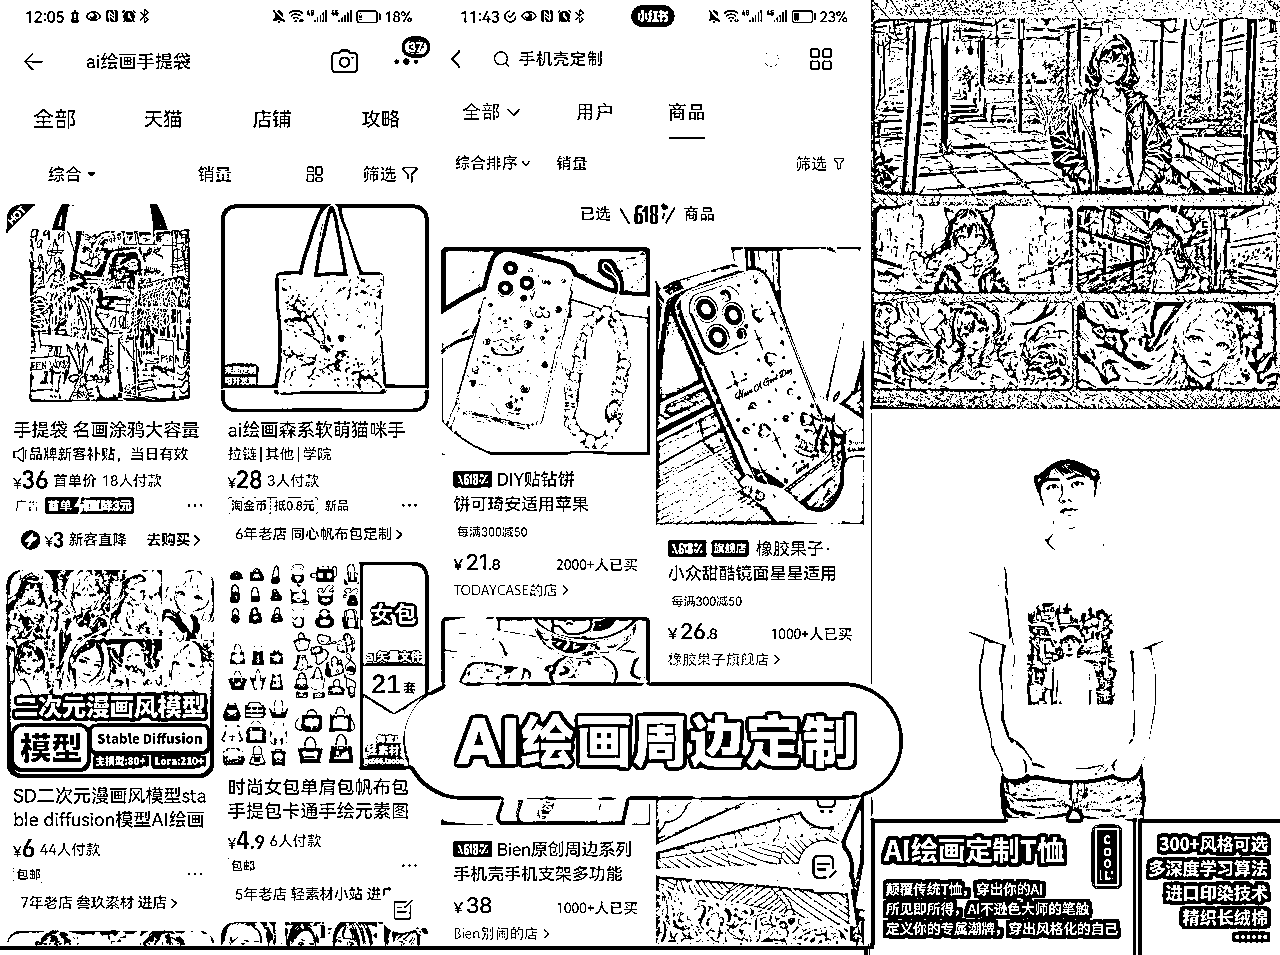 12:05
18%
ai绘画手提袋
37
全部
天猫
店铺
攻略
综合
销量
筛选
HOT
手提袋 名画涂鸦大容量
品牌新客补贴，当日有效
¥36 首单价 18人付款
广告
¥3 新客直降 去购买>
ai绘画森系软萌猫咪手
拉链|其他|学院
¥28 3人付款
淘金币 抵0.8元 新品
6年老店 同心帆布包定制>
二次元漫画风模型
模型
Stable Diffusion
主模型:80+ Lora:210+
SD二次元漫画风模型sta
ble diffusion模型AI绘画
¥6 44人付款
包邮
7年老店 叁玖素材 进店>
女包
ai矢量文件
21套
时尚女包单肩包帆布包
手提包卡通手绘元素图
¥4.9 6人付款
包邮
5年老店 轻素材小站 进
11:43
小红书
23%
手机壳定制
全部
用户
商品
综合排序
销量
筛选
已选 618 商品
DIY贴钻饼
饼可琦安适用苹果
每满300减50
¥21.8 2000+人已买
TODAYCASE的店>
旗舰店 橡胶果子·
小众甜酷镜面星星适用
每满300减50
¥26.8 1000+人已买
橡胶果子旗舰店>
AI绘画周边定制
Bien原创周边系列
手机壳手机支架多功能
¥38 1000+人已买
Bien别闹的店>
AI绘画定制T恤
COOL
颠覆传统T恤，穿出你的AI
所见即所得，AI不逊色大师的笔触
定义你的专属潮牌，穿出风格化的自己
300+风格可选
多深度学习算法
进口印染技术
精织长绒棉